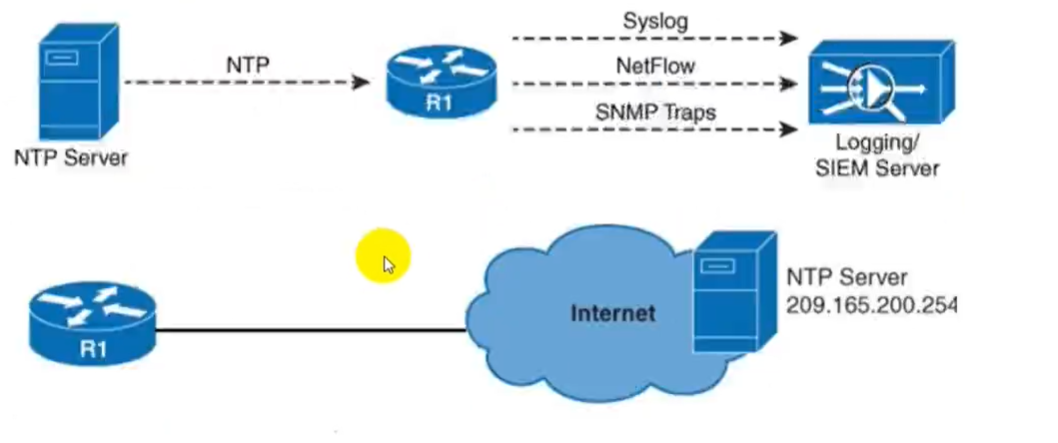 Syslog
NTP
NetFlow
R1
SNMP Traps
NTP Server
Logging/
SIEM Server
NTP Server
209.165.200.254
Internet
R1